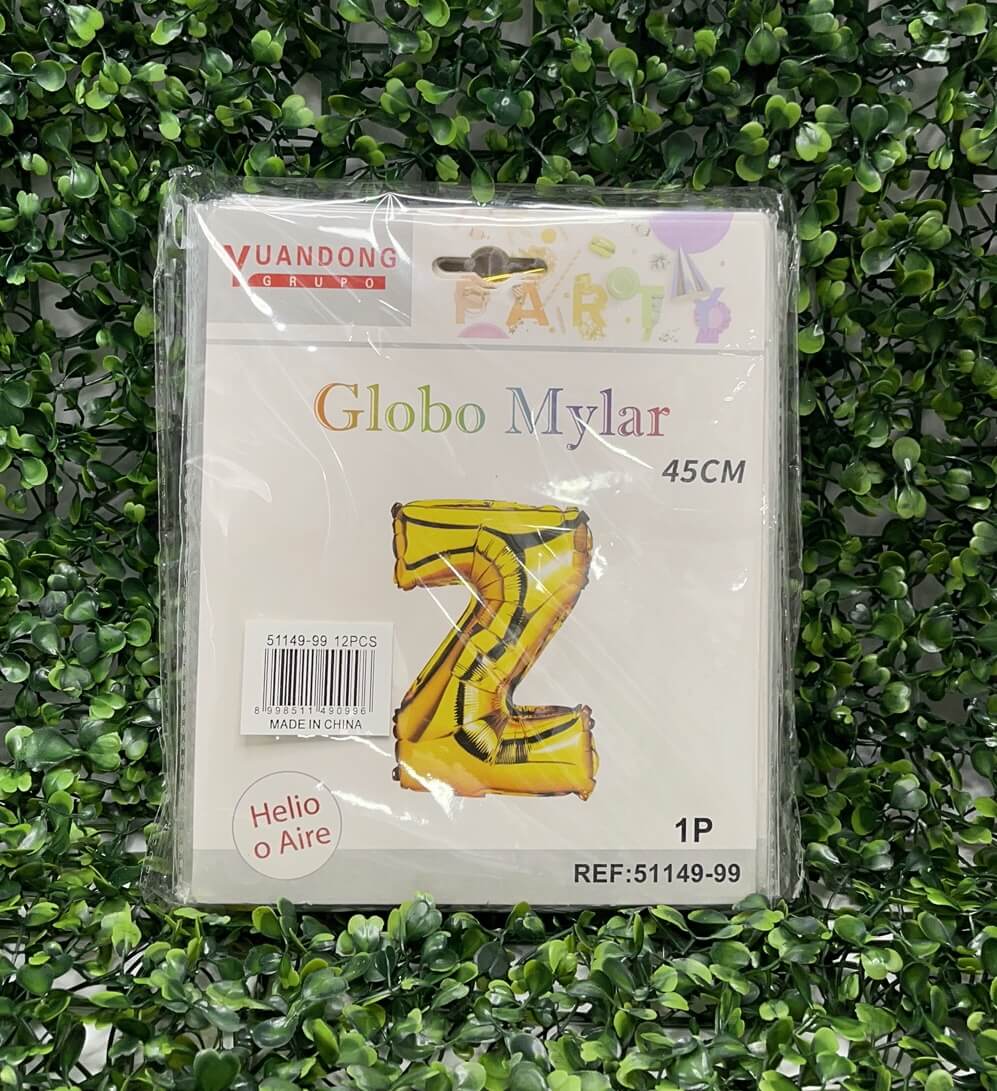 YUANDONG
GRUPO
PARTY
Globo Mylar
45CM
Z
51149-99 12PCS
8 998511 490996
MADE IN CHINA
Helio
o Aire
1P
REF:51149-99